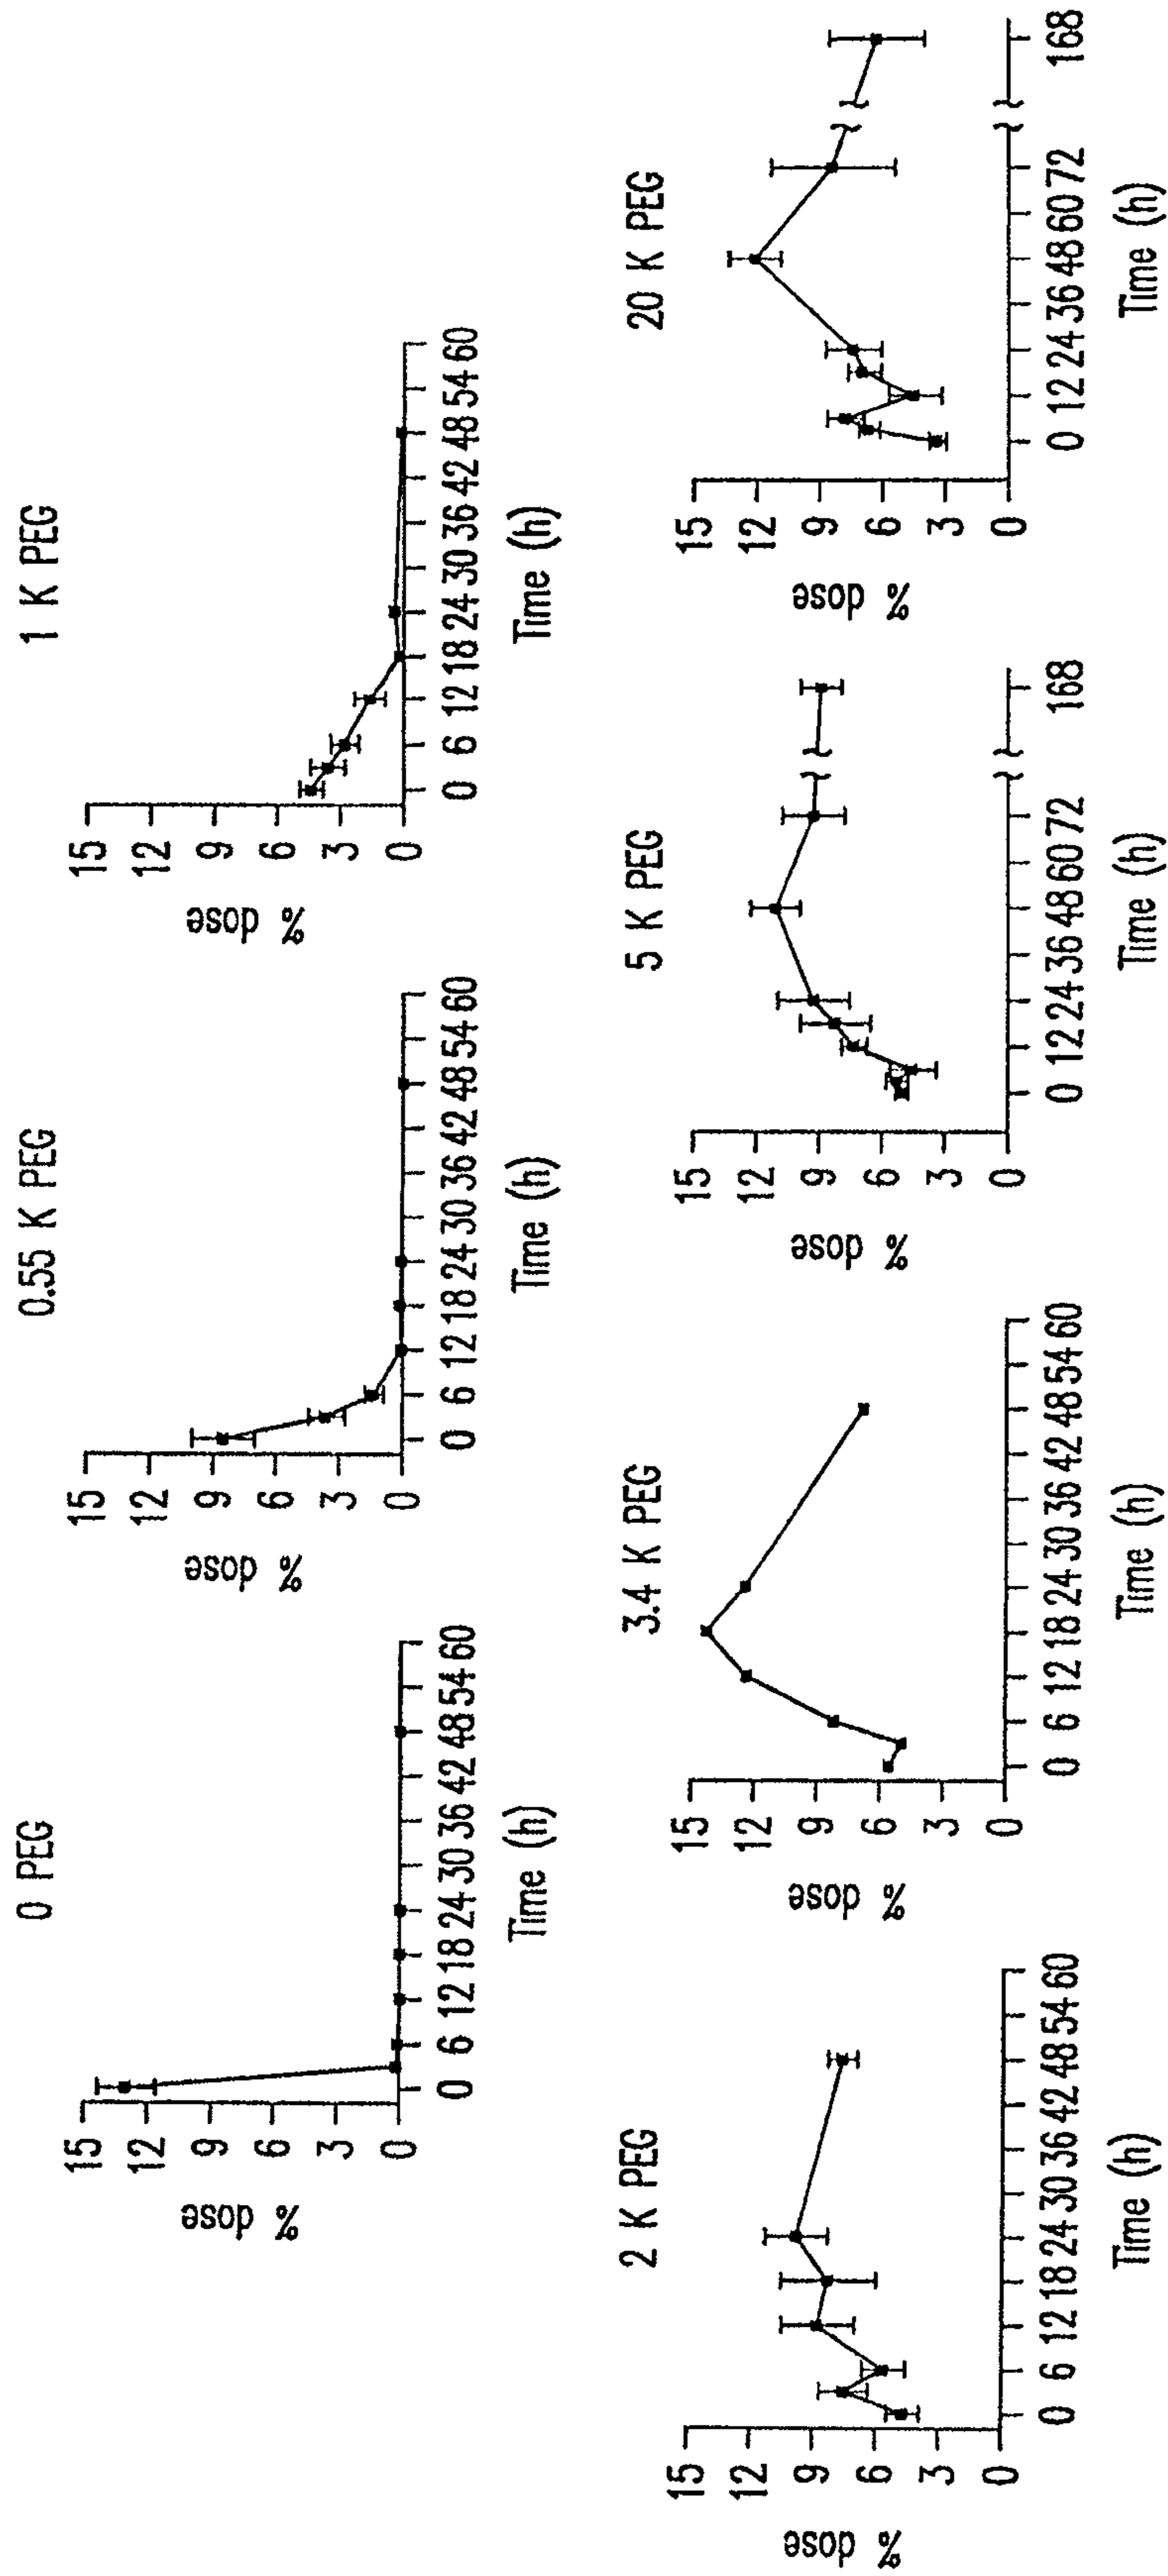 0 PEG
% dose
15
12
9
6
3
0
0 6 12 18 24 30 36 42 48 54 60
Time (h)
0.55 K PEG
% dose
15
12
9
6
3
0
0 6 12 18 24 30 36 42 48 54 60
Time (h)
1 K PEG
% dose
15
12
9
6
3
0
0 6 12 18 24 30 36 42 48 54 60
Time (h)
2 K PEG
% dose
15
12
9
6
3
0
0 6 12 18 24 30 36 42 48 54 60
Time (h)
3.4 K PEG
% dose
15
12
9
6
3
0
0 6 12 18 24 30 36 42 48 54 60
Time (h)
5 K PEG
% dose
15
12
9
6
3
0
0 12 24 36 48 60 72 168
Time (h)
20 K PEG
% dose
15
12
9
6
3
0
0 12 24 36 48 60 72 168
Time (h)